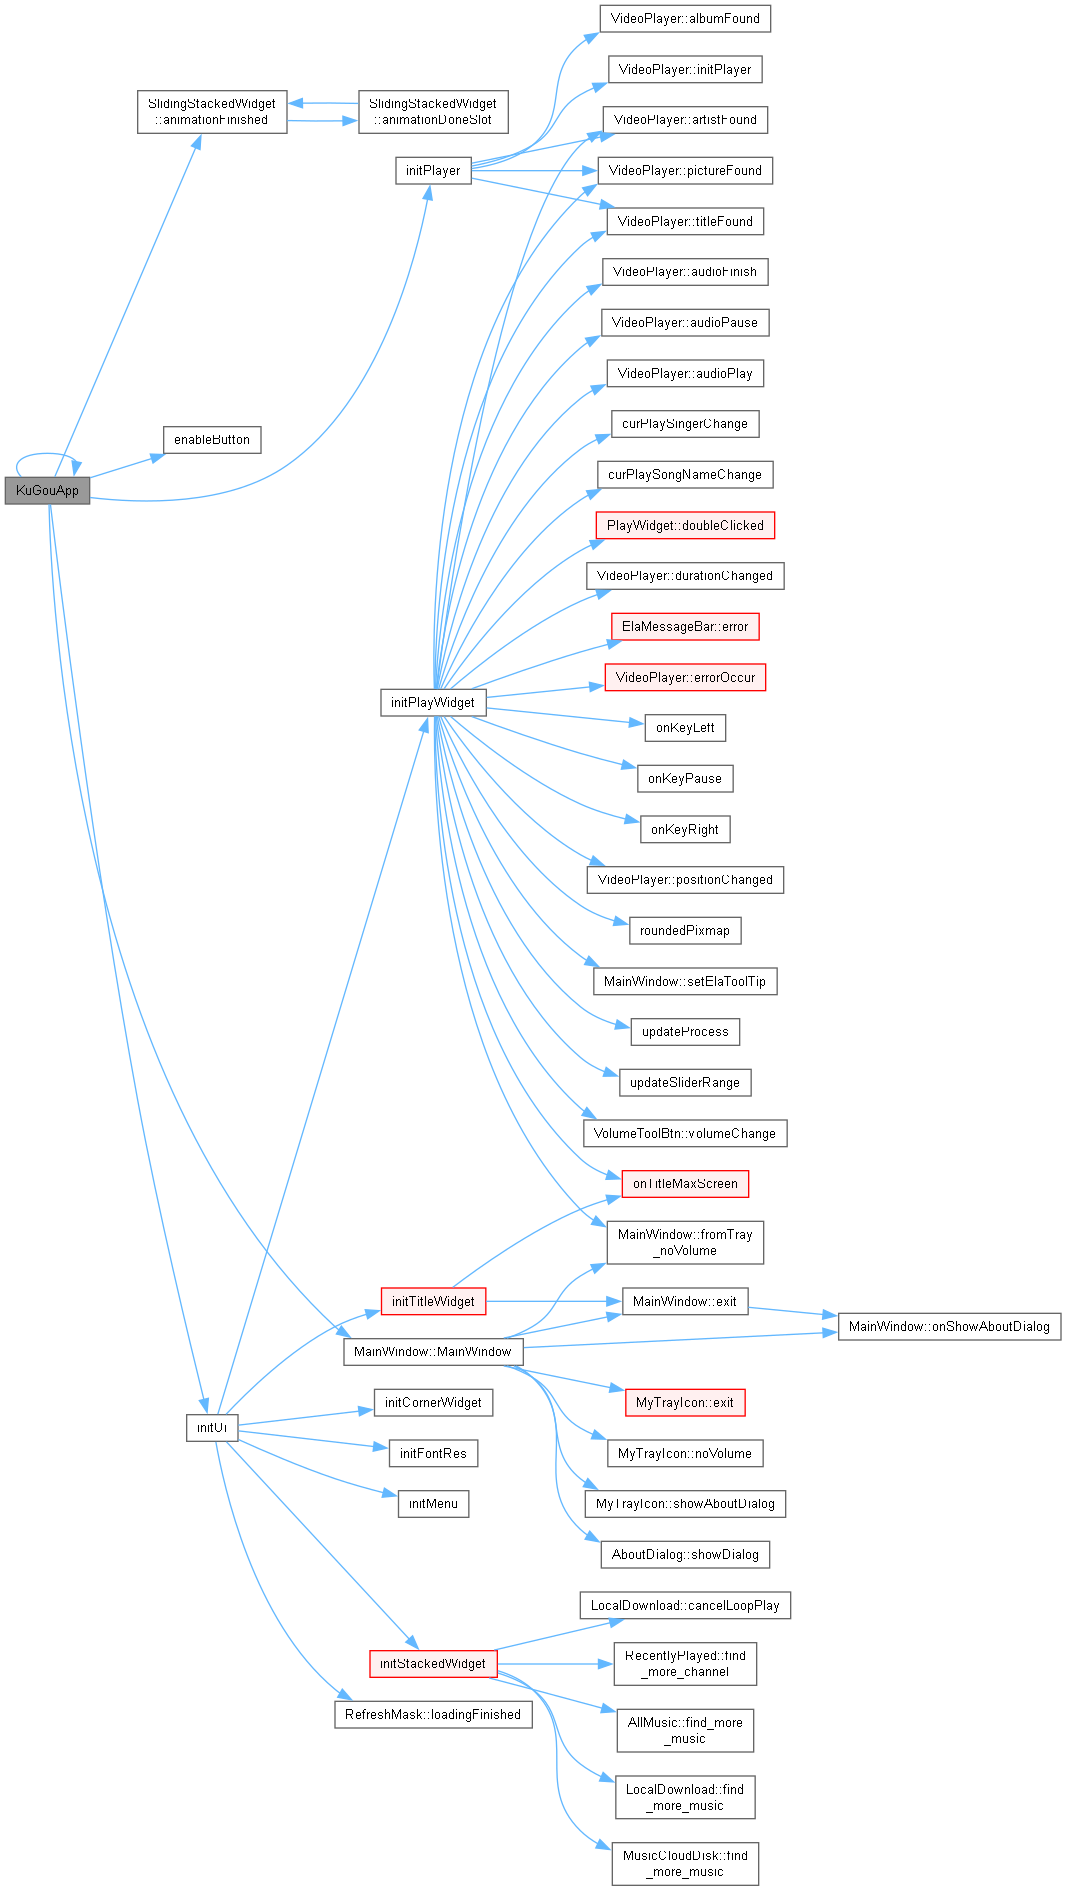 VideoPlayer::albumFound
VideoPlayer::initPlayer
SlidingStackedWidget
::animationFinished
SlidingStackedWidget
::animationDoneSlot
VideoPlayer::artistFound
initPlayer
VideoPlayer::pictureFound
VideoPlayer::titleFound
VideoPlayer::audioFinish
VideoPlayer::audioPause
VideoPlayer::audioPlay
curPlaySingerChange
enableButton
curPlaySongNameChange
KuGouApp
PlayWidget::doubleClicked
VideoPlayer::durationChanged
ElaMessageBar::error
VideoPlayer::errorOccur
initPlayWidget
onKeyLeft
onKeyPause
onKeyRight
VideoPlayer::positionChanged
roundedPixmap
MainWindow::setElaToolTip
updateProcess
updateSliderRange
VolumeToolBtn::volumeChange
onTitleMaxScreen
MainWindow::fromTray
_noVolume
initTitleWidget
MainWindow::exit
MainWindow::onShowAboutDialog
MainWindow::MainWindow
initCornerWidget
MyTrayIcon::exit
initUi
initFontRes
MyTrayIcon::noVolume
initMenu
MyTrayIcon::showAboutDialog
AboutDialog::showDialog
LocalDownload::cancelLoopPlay
initStackedWidget
RecentlyPlayed::find
_more_channel
RefreshMask::loadingFinished
AllMusic::find_more
_music
LocalDownload::find
_more_music
MusicCloudDisk::find
_more_music